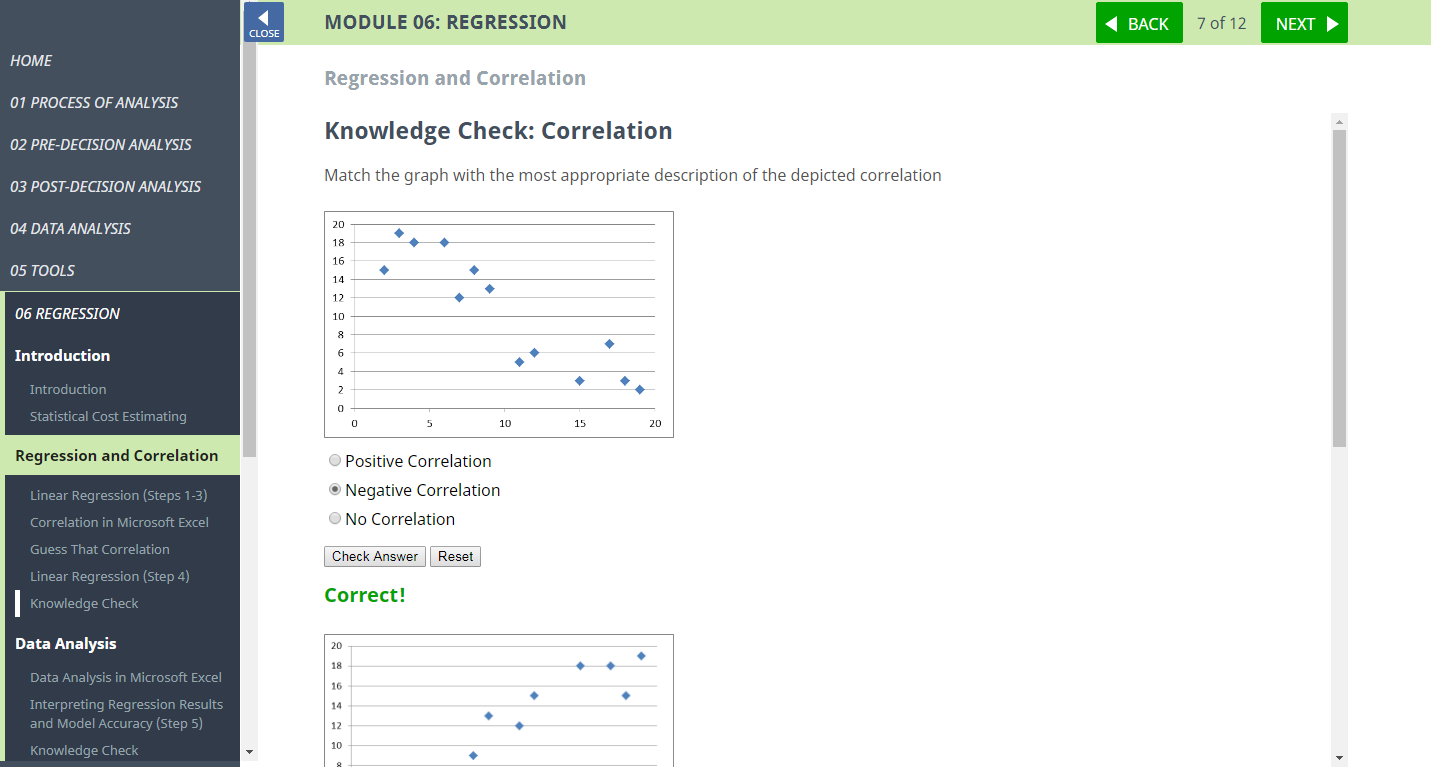 CLOSE
MODULE 06: REGRESSION
BACK
7 of 12
NEXT
HOME
01 PROCESS OF ANALYSIS
02 PRE-DECISION ANALYSIS
03 POST-DECISION ANALYSIS
04 DATA ANALYSIS
05 TOOLS
06 REGRESSION
Introduction
Introduction
Statistical Cost Estimating
Regression and Correlation
Linear Regression (Steps 1-3)
Correlation in Microsoft Excel
Guess That Correlation
Linear Regression (Step 4)
Knowledge Check
Data Analysis
Data Analysis in Microsoft Excel
Interpreting Regression Results
and Model Accuracy (Step 5)
Knowledge Check
Regression and Correlation
Knowledge Check: Correlation
Match the graph with the most appropriate description of the depicted correlation
20
18
16
14
12
10
8
6
4
2
0
0 5 10 15 20
Positive Correlation
Negative Correlation
No Correlation
Check Answer Reset
Correct!
20
18
16
14
12
10
8